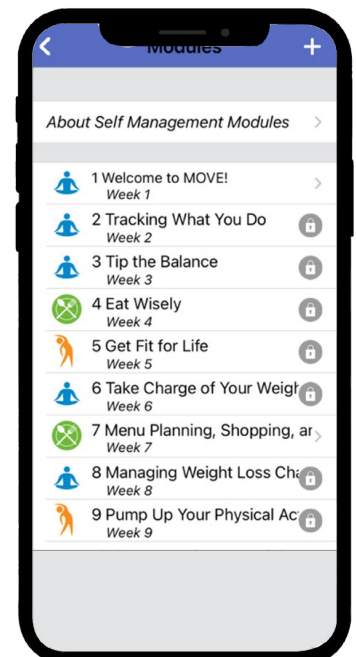 Modules
About Self Management Modules
1 Welcome to MOVE!
Week 1
2 Tracking What You Do
Week 2
3 Tip the Balance
Week 3
4 Eat Wisely
Week 4
5 Get Fit for Life
Week 5
6 Take Charge of Your Weigh
Week 6
7 Menu Planning, Shopping, ar
Week 7
8 Managing Weight Loss Cha
Week 8
9 Pump Up Your Physical Ac
Week 9